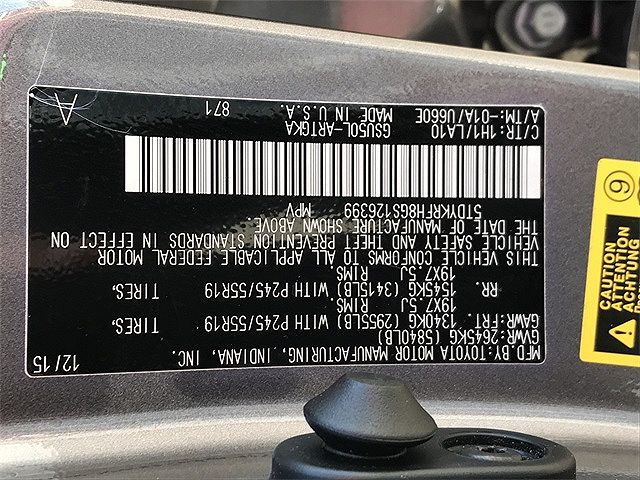 MFD.BY:TOYOTA MOTOR MANUFACTURING, INDIANA, INC. 12/15
GVWR:2645KG (5840LB)
GAWR:FRT. 1340KG (2955LB) WITH P245/55R19 TIRES,
19X7.5J RIMS
RR. 1545KG (3415LB) WITH P245/55R19 TIRES,
19X7.5J RIMS
THIS VEHICLE CONFORMS TO ALL APPLICABLE FEDERAL MOTOR
VEHICLE SAFETY AND THEFT PREVENTION STANDARDS IN EFFECT ON
THE DATE OF MANUFACTURE SHOWN ABOVE.
5TDYKRFH8GS126399 MPV
C/TR:1H1/LA10 GSU50L-ARTGKA
A/TM:-01A/U660E MADE IN U.S.A. 871
A
CAUTION
ATTENTION
ACHTUNG